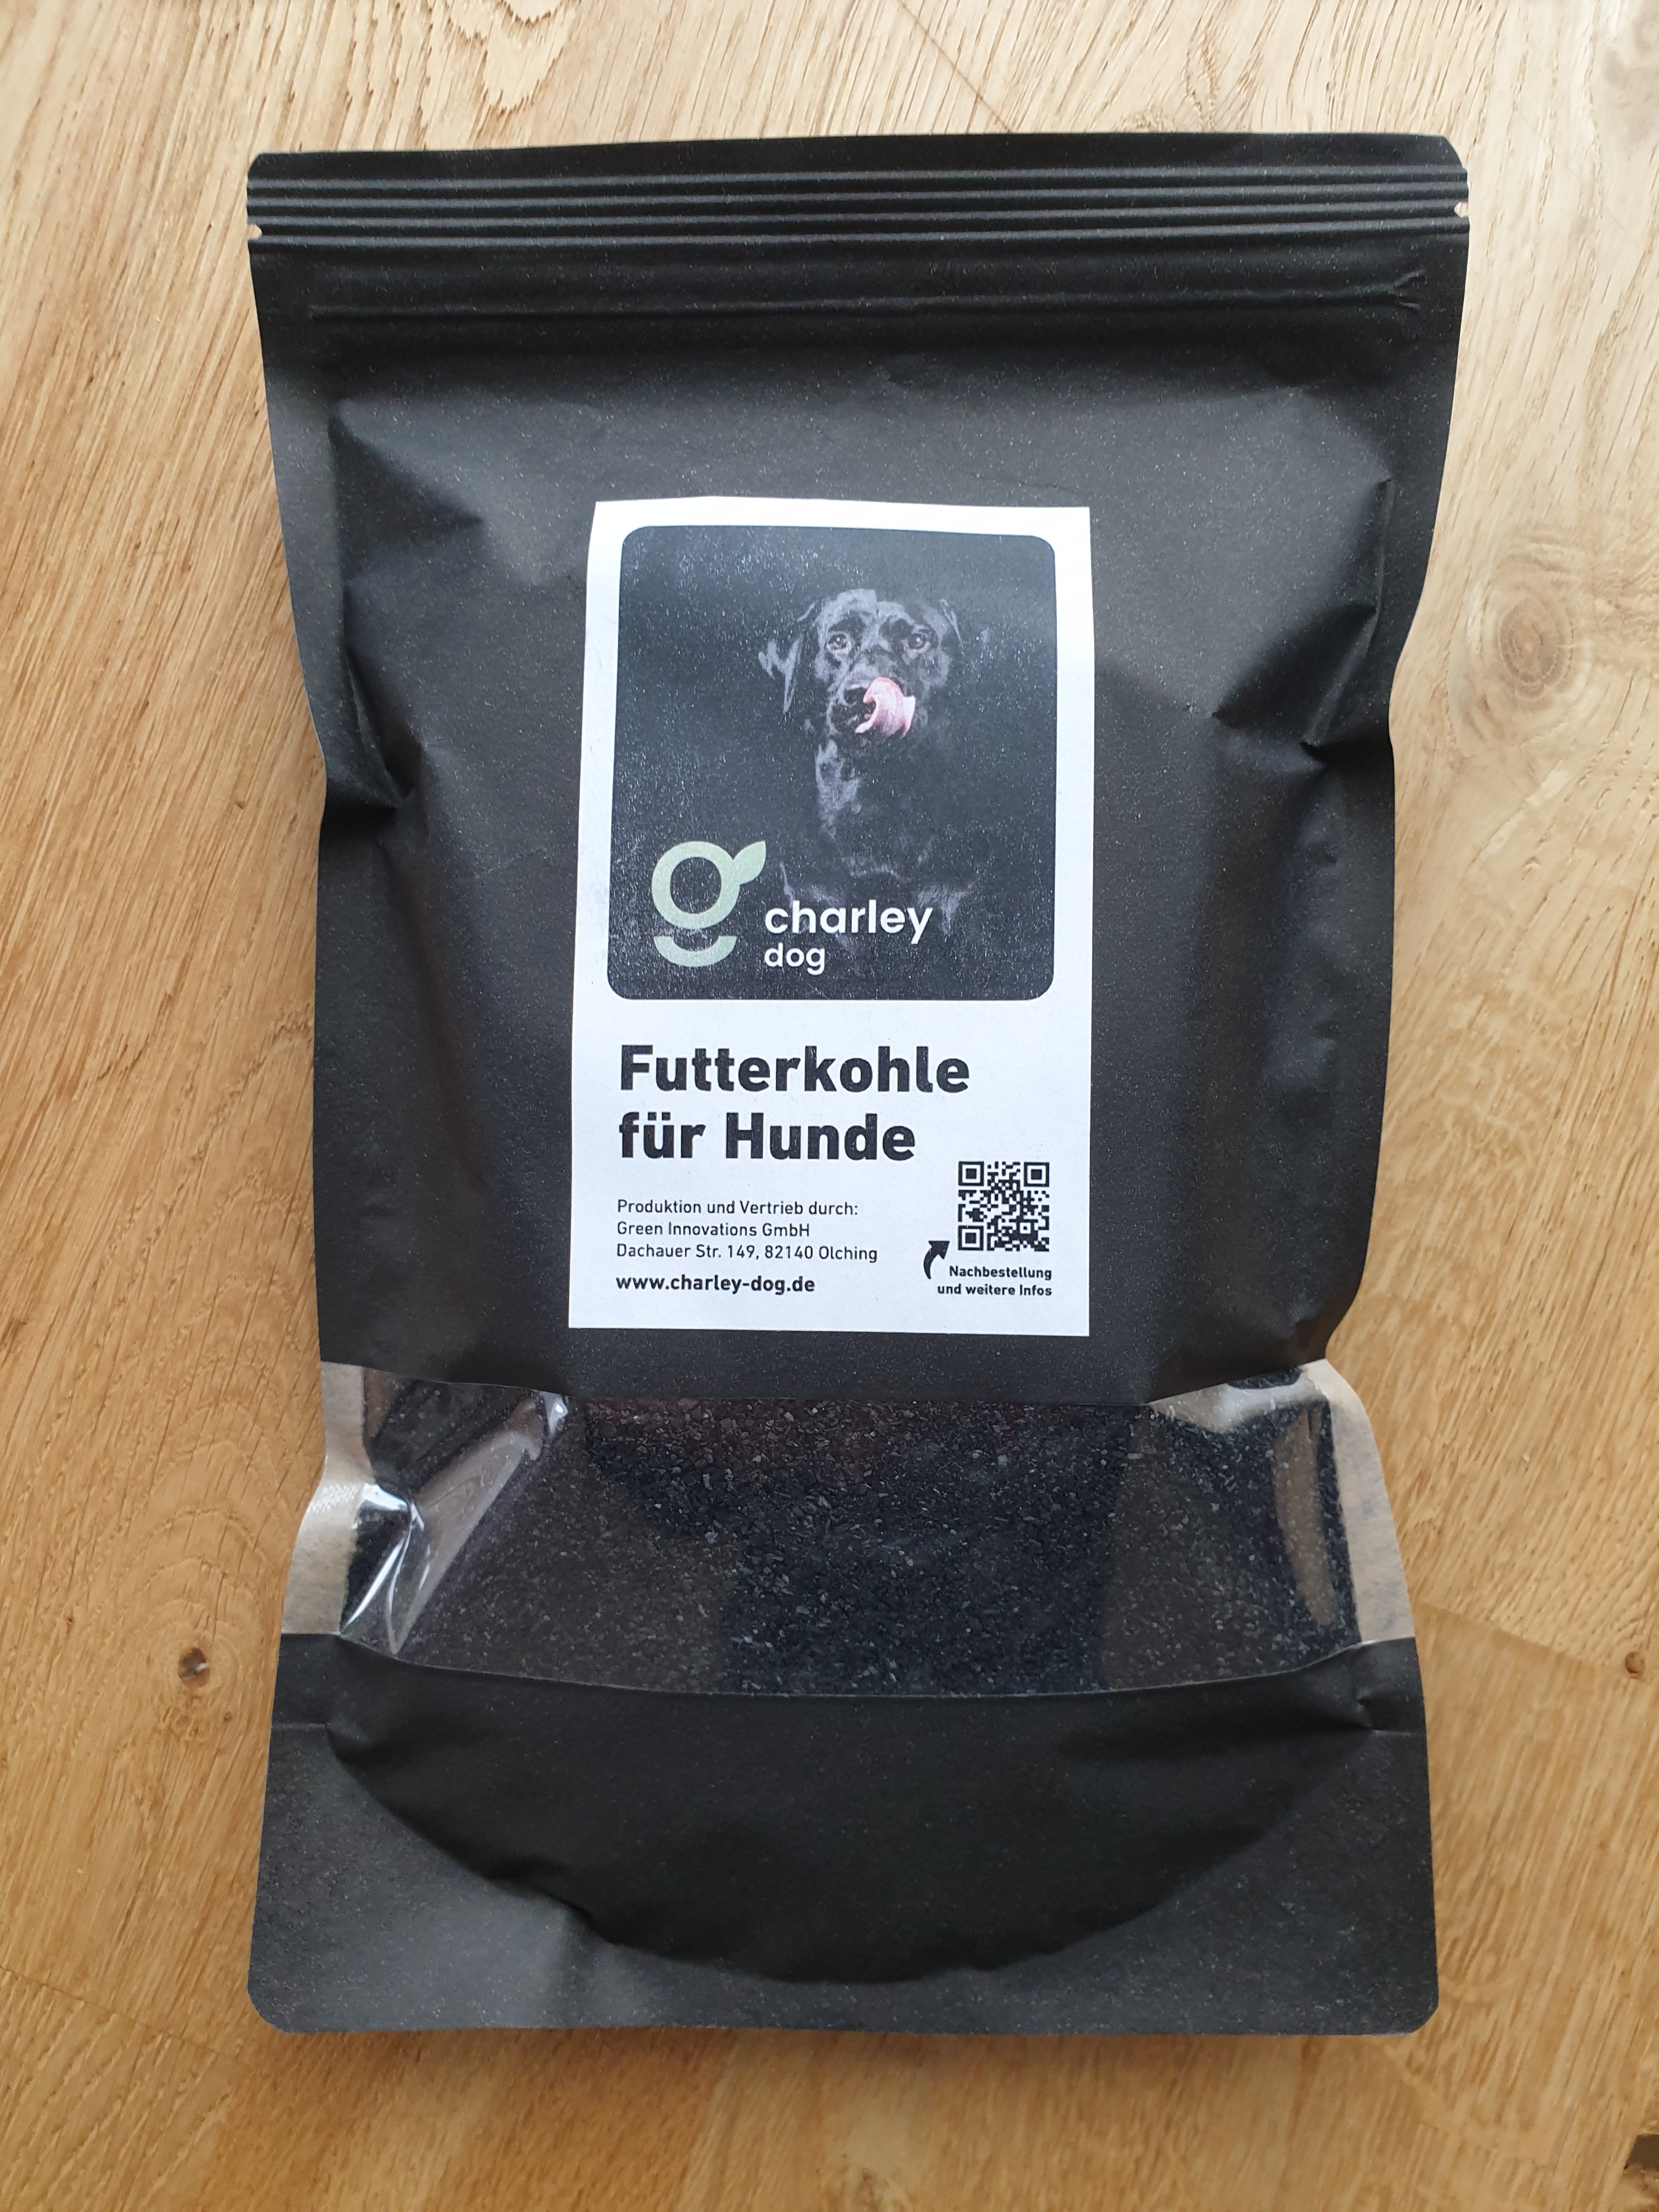 charley
dog
Futterkohle
für Hunde
Produktion und Vertrieb durch:
Green Innovations GmbH
Dachauer Str. 149, 82140 Olching
www.charley-dog.de
Nachbestellung
und weitere Infos